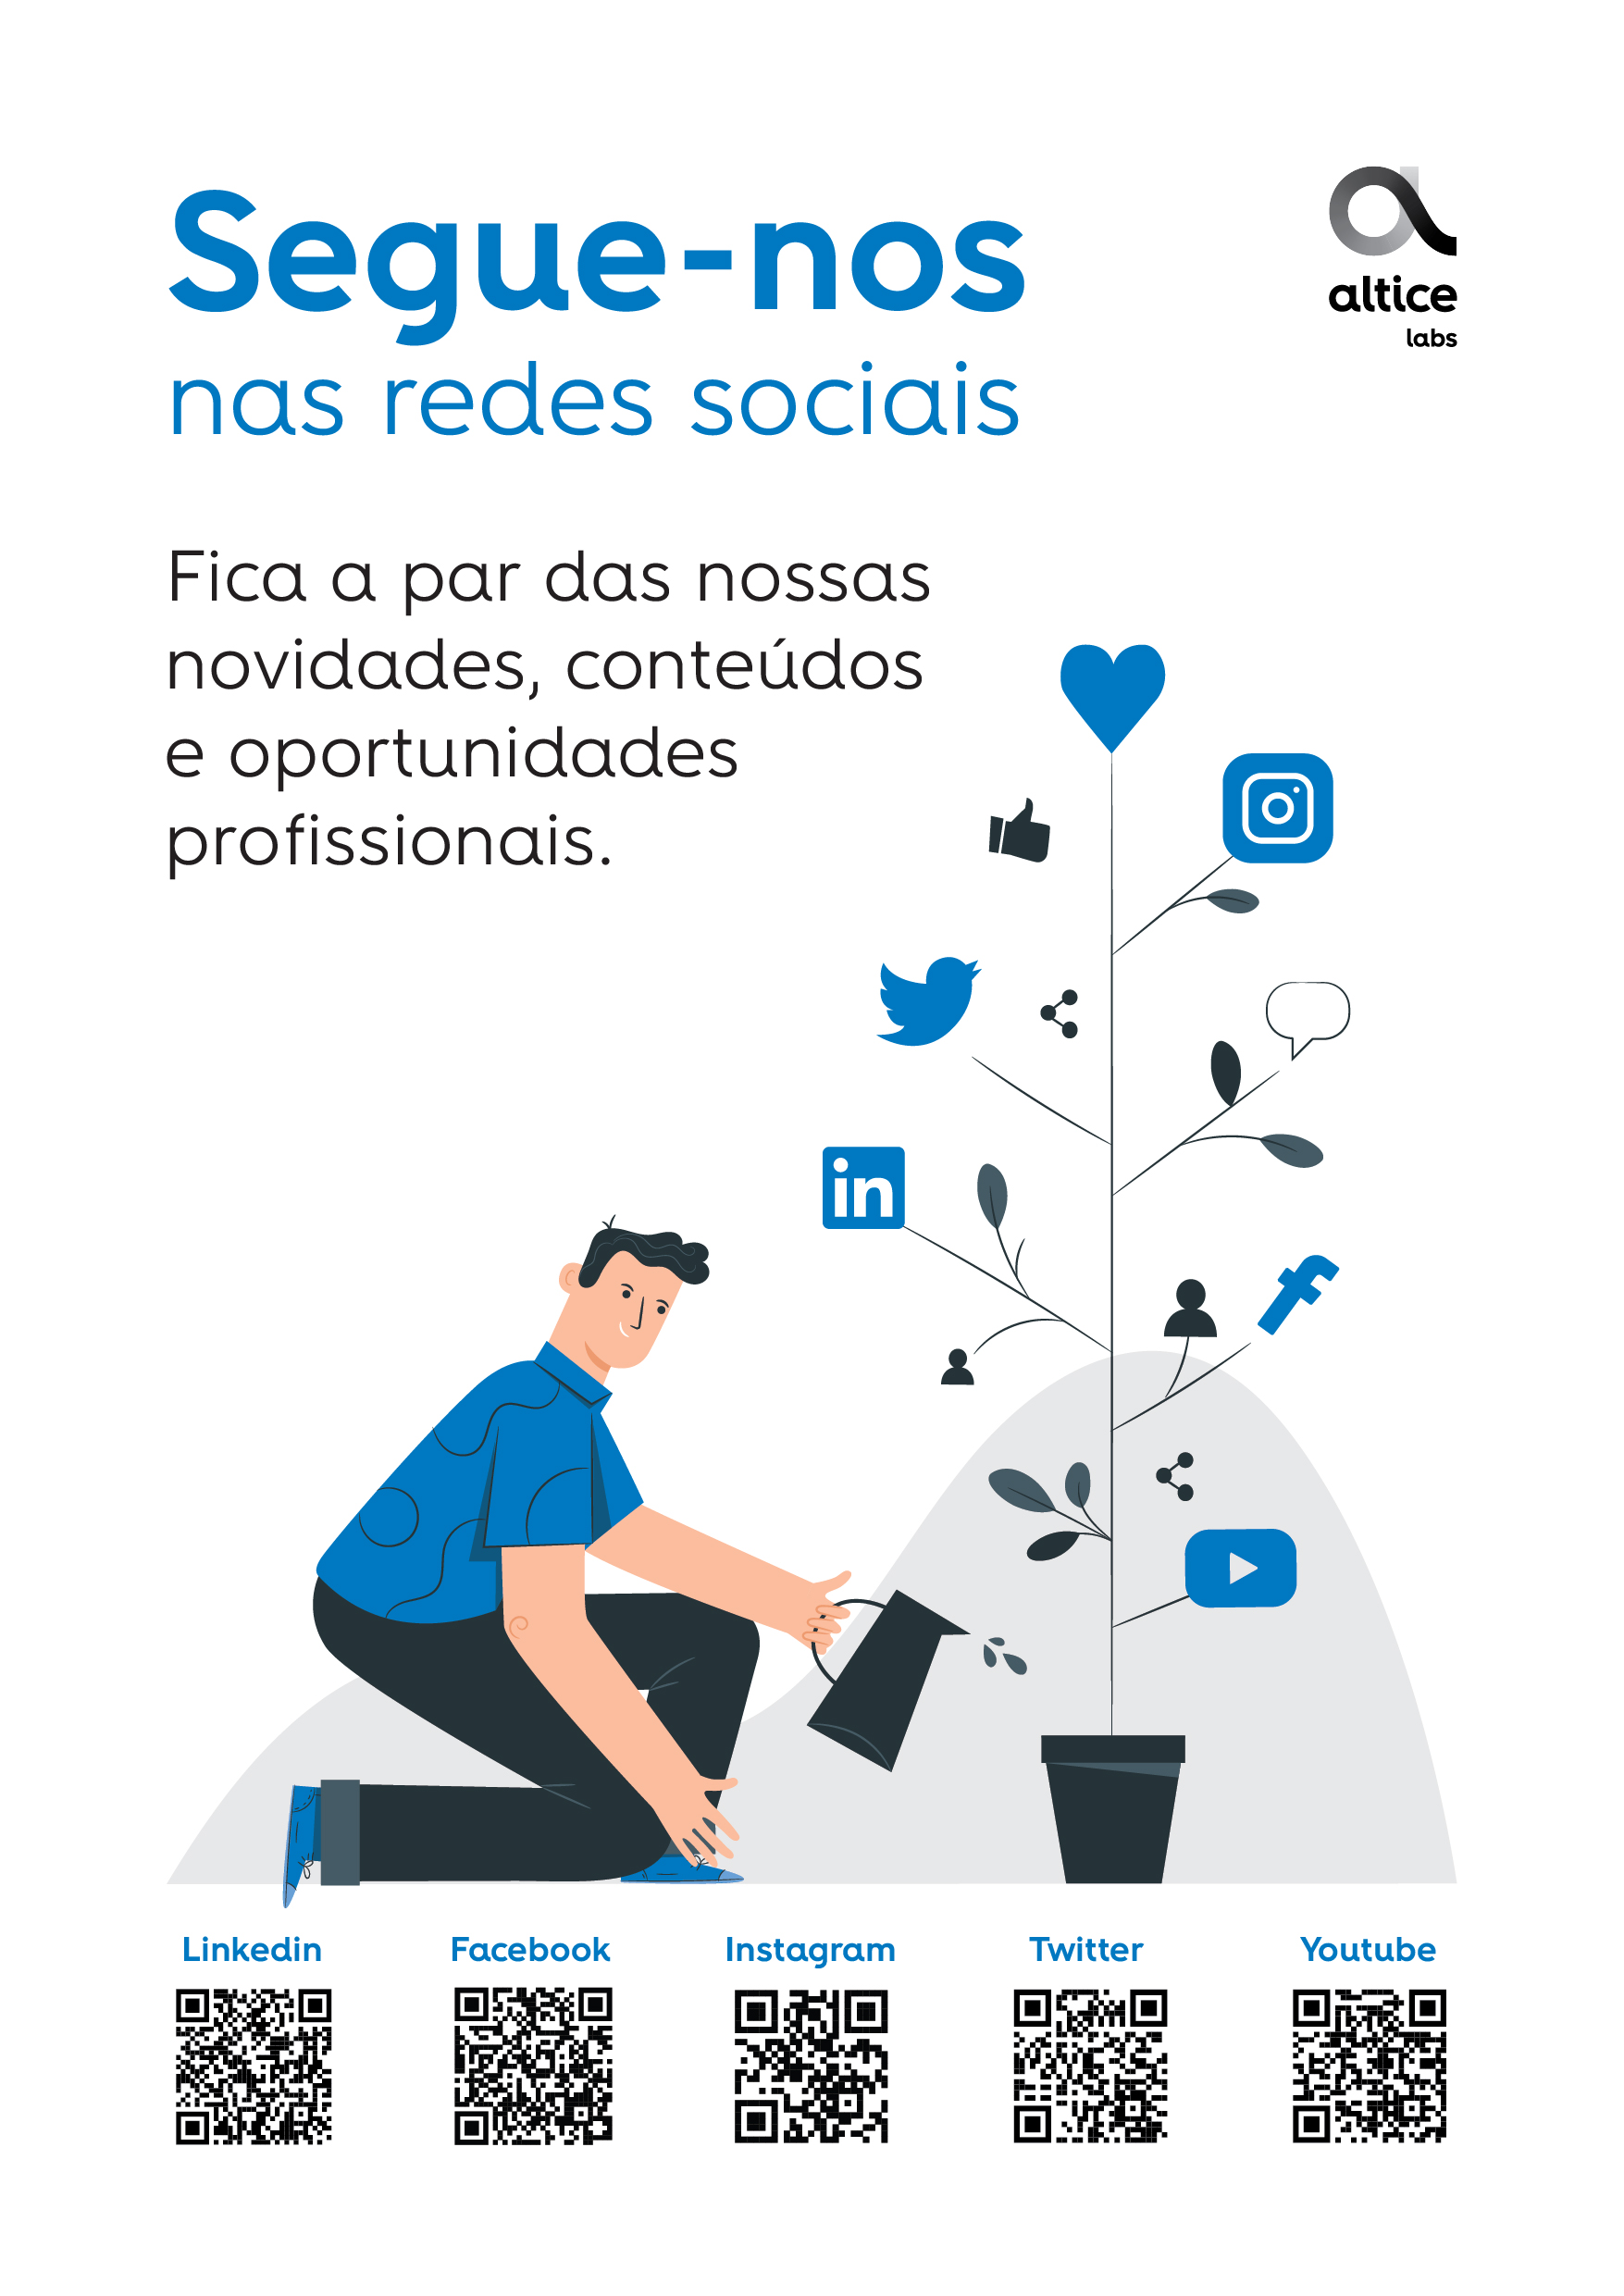 Segue-nos
nas redes sociais
altice
labs
Fica a par das nossas
novidades, conteúdos
e oportunidades
profissionais.
in
f
Linkedin
Facebook
Instagram
Twitter
Youtube